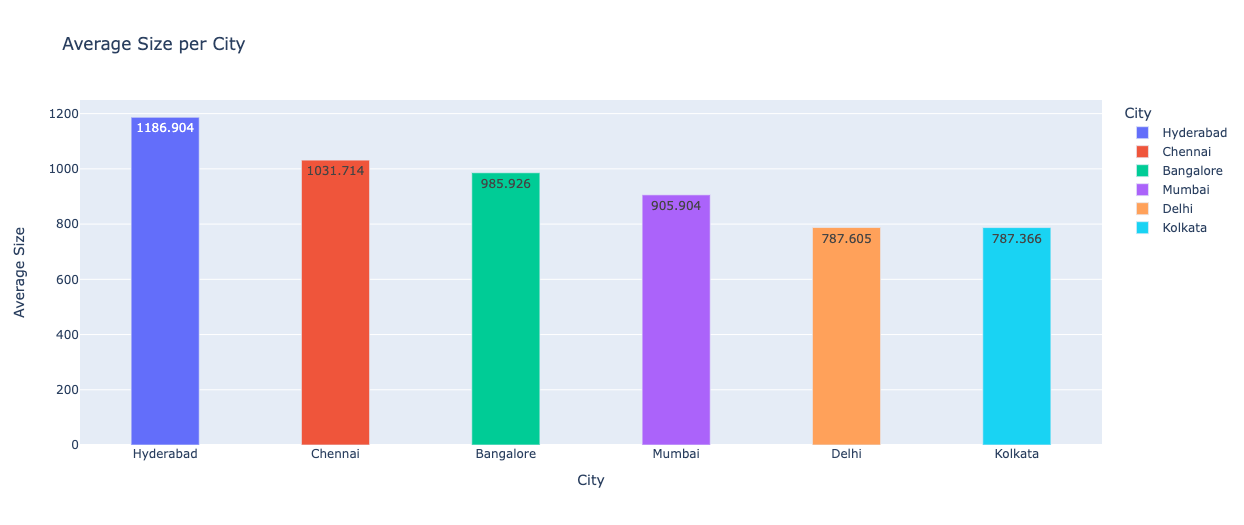 Average Size per City
1200
1000
800
600
400
200
0
Average Size
1186.904
1031.714
985.926
905.904
787.605
787.366
Hyderabad
Chennai
Bangalore
Mumbai
Delhi
Kolkata
City
City
Hyderabad
Chennai
Bangalore
Mumbai
Delhi
Kolkata